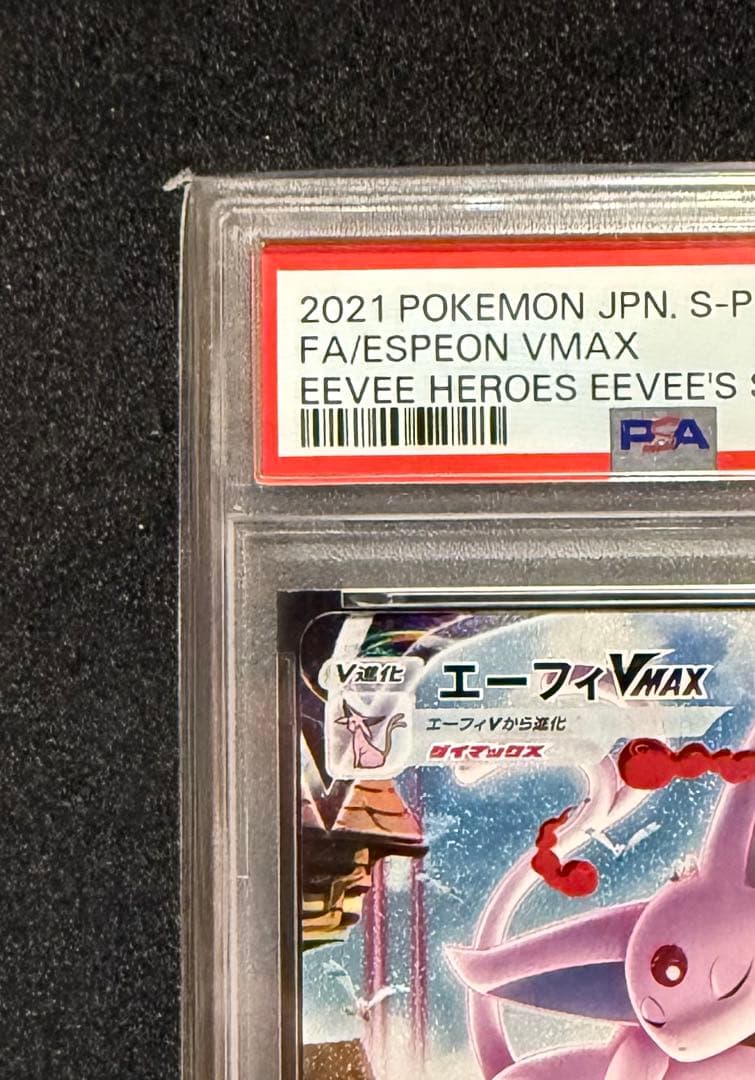 2021 POKEMON JPN. S-P
FA/ESPEON VMAX
EEVEE HEROES EEVEE'S
PSA
V進化
エーフィVMAX
エーフィVから進化
ダイマックス